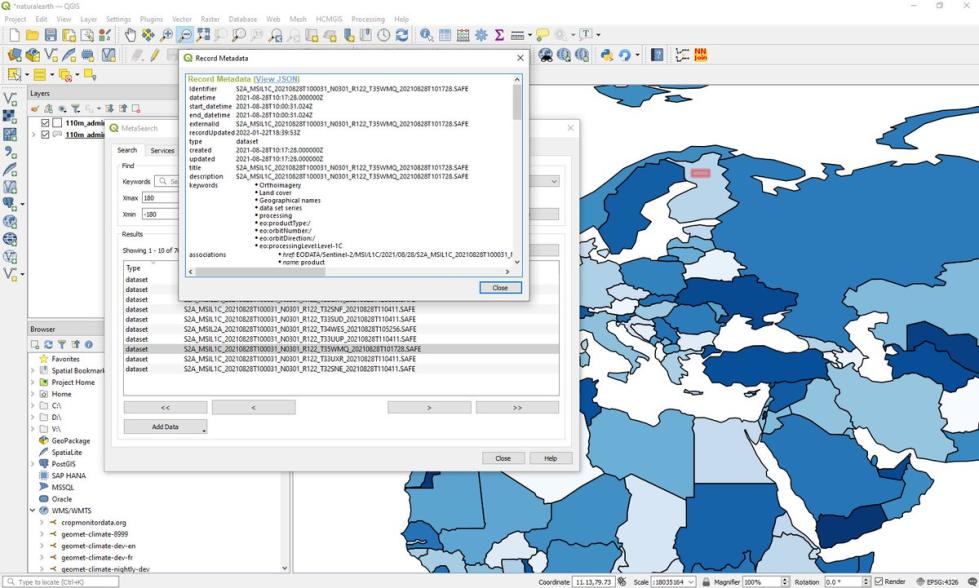 *naturalearth — QGIS
Project Edit View Layer Settings Plugins Vector Raster Database Web Mesh HCMGIS Processing Help
Layers
110m_admi
110m_admin
Browser
Favorites
Spatial Bookmark
Project Home
Home
C:\
D:\
V:\
GeoPackage
SpatiaLite
PostGIS
SAP HANA
MSSQL
Oracle
WMS/WMTS
cropmonitordata.org
geomet-climate-8999
geomet-climate-dev-en
geomet-climate-dev-fr
geomet-climate-nightly-dev
MetaSearch
Search Services
Find
Keywords
Xmax 180
Xmin -180
Results
Showing 1 - 10 of
Type
dataset
dataset
dataset
dataset S2A_MSIL1C_20210828T100031_N0301_R122_T32SNF_20210828T110411.SAFE
dataset S2A_MSIL1C_20210828T100031_N0301_R122_T33SUD_20210828T110411.SAFE
dataset S2A_MSIL2A_20210828T100031_N0301_R122_T34WES_20210828T105256.SAFE
dataset S2A_MSIL1C_20210828T100031_N0301_R122_T33UUP_20210828T110411.SAFE
dataset S2A_MSIL1C_20210828T100031_N0301_R122_T35WMQ_20210828T101728.SAFE
dataset S2A_MSIL1C_20210828T100031_N0301_R122_T33UXR_20210828T110411.SAFE
dataset S2A_MSIL1C_20210828T100031_N0301_R122_T32SNE_20210828T110411.SAFE
<< < > >>
Add Data
Close Help
Record Metadata
Record Metadata (View JSON)
Identifier S2A_MSIL1C_20210828T100031_N0301_R122_T35WMQ_20210828T101728.SAFE
datetime 2021-08-28T10:17:28.000000Z
start_datetime 2021-08-28T10:00:31.024Z
end_datetime 2021-08-28T10:00:31.024Z
externalId S2A_MSIL1C_20210828T100031_N0301_R122_T35WMQ_20210828T101728.SAFE
recordUpdated 2022-01-22T18:39:53Z
type dataset
created 2021-08-28T10:17:28.000000Z
updated 2021-08-28T10:17:28.000000Z
title S2A_MSIL1C_20210828T100031_N0301_R122_T35WMQ_20210828T101728.SAFE
description S2A_MSIL1C_20210828T100031_N0301_R122_T35WMQ_20210828T101728.SAFE
keywords • Orthoimagery
• Land cover
• Geographical names
• data set series
• processing
• eo:productType:/
• eo:orbitNumber:/
• eo:orbitDirection:/
• eo:processingLevel:Level-1C
associations • href EODATA/Sentinel-2/MSI/L1C/2021/08/28/S2A_MSIL1C_20210828T100031_
• name product
Close
Type to locate (Ctrl+K)
Coordinate 11.13,79.73 Scale :18035164 Magnifier 100% Rotation 0.0 ° Render EPSG:4326